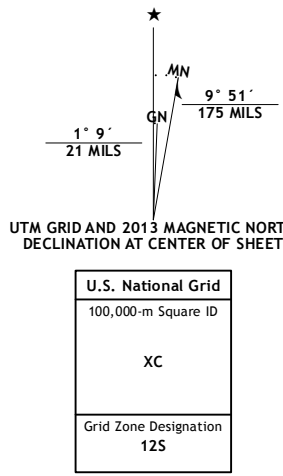 MN
9° 51´
175 MILS
GN
1° 9´
21 MILS
UTM GRID AND 2013 MAGNETIC NORT
DECLINATION AT CENTER OF SHEET
U.S. National Grid
100,000-m Square ID
XC
Grid Zone Designation
12S